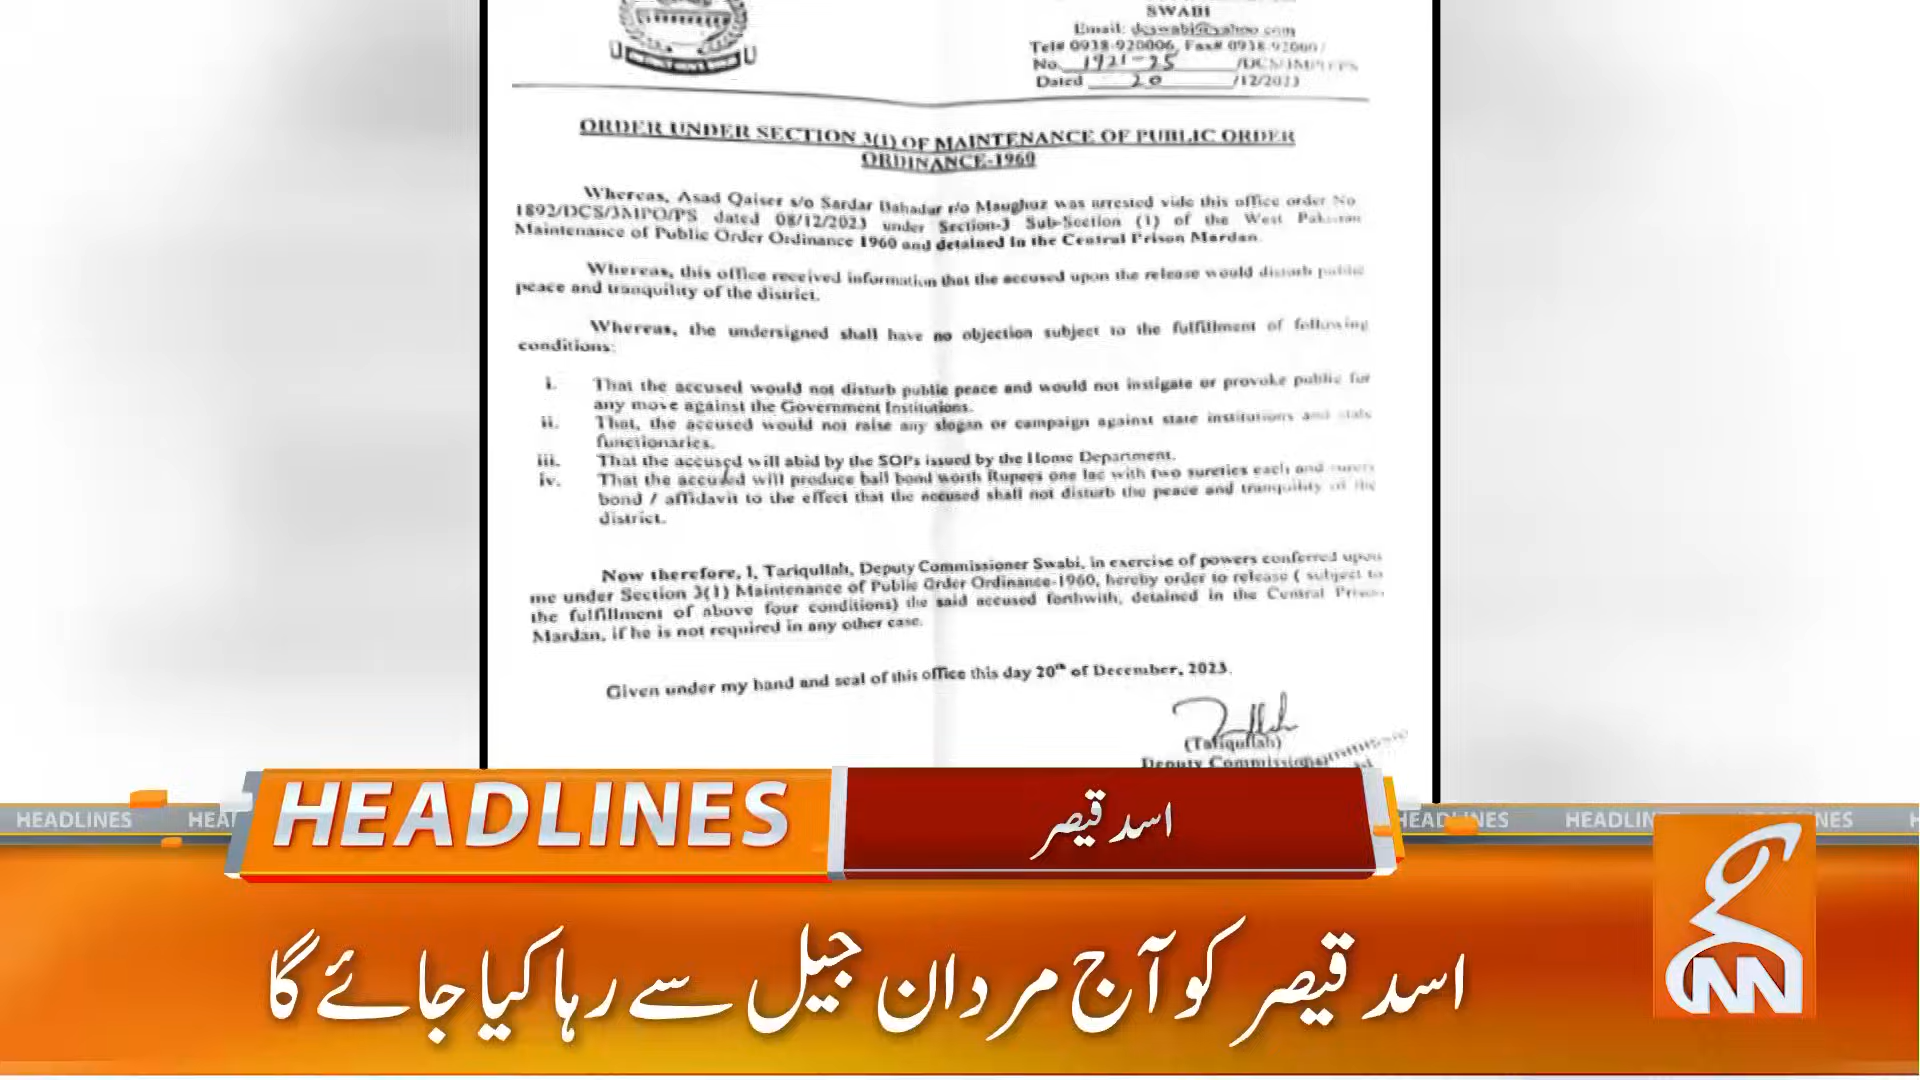 SWABI
Email: dcswabi@yahoo.com
Tel# 0938-920006, Fax# 0938-92000
No. 1921-25 /DCS/3MPO/PS
Dated 20 /12/2023
ORDER UNDER SECTION 3(1) OF MAINTENANCE OF PUBLIC ORDER
ORDINANCE-1960
Whereas, Asad Qaiser s/o Sardar Bahadur r/o Maughuz was arrested vide this office order No
1892/DCS/3MPO/PS dated 08/12/2023 under Section-3 Sub-Section (1) of the West Pakistan
Maintenance of Public Order Ordinance 1960 and detained in the Central Prison Mardan.
Whereas, this office received information that the accused upon the release would disturb public
peace and tranquility of the district.
Whereas, the undersigned shall have no objection subject to the fulfillment of following
conditions:
i. That the accused would not disturb public peace and would not instigate or provoke public for
any move against the Government Institutions.
ii. That, the accused would not raise any slogan or campaign against state institutions and state
functionaries.
iii. That the accused will abid by the SOPs issued by the Home Department.
iv. That the accused will produce bail bond worth Rupees one lac with two sureties each and surety
bond / affidavit to the effect that the accused shall not disturb the peace and tranquility of the
district.
Now therefore, I, Tariqullah, Deputy Commissioner Swabi, in exercise of powers conferred upon
me under Section 3(1) Maintenance of Public Order Ordinance-1960, hereby order to release ( subject to
the fulfillment of above four conditions) the said accused forthwith, detained in the Central Prison
Mardan, if he is not required in any other case.
Given under my hand and seal of this office this day 20th of December, 2023.
(Tariqullah)
Deputy Commissioner
HEADLINES
اسد قیصر
HEADLINES HEA
HEADLINES HEADLIN NES H
اسد قیصر کو آج مردان جیل سے رہا کیا جائے گا
GNN